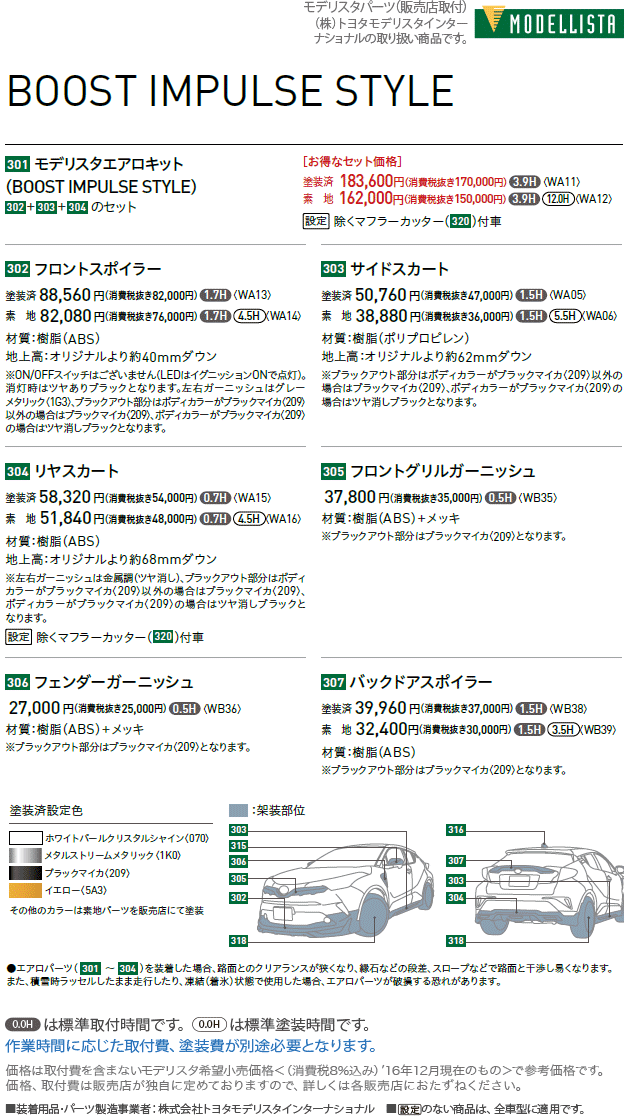 モデリスタパーツ(販売店取付)
(株)トヨタモデリスタインター
ナショナルの取り扱い商品です。
MODELLISTA
BOOST IMPULSE STYLE
301 モデリスタエアロキット
(BOOST IMPULSE STYLE)
302+303+304 のセット
[お得なセット価格]
塗装済 183,600円(消費税抜き170,000円) 3.9H 〈WA11〉
素 地 162,000円(消費税抜き150,000円) 3.9H 12.0H 〈WA12〉
設定 除くマフラーカッター(320)付車
302 フロントスポイラー
塗装済 88,560円(消費税抜き82,000円) 1.7H 〈WA13〉
素 地 82,080円(消費税抜き76,000円) 1.7H 4.5H 〈WA14〉
材質:樹脂(ABS)
地上高:オリジナルより約40mmダウン
※ON/OFFスイッチはございません(LEDはイグニッションONで点灯)。
消灯時はツヤありブラックとなります。左右ガーニッシュはグレー
メタリック〈1G3〉、ブラックアウト部分はボディカラーがブラックマイカ〈209〉
以外の場合はブラックマイカ〈209〉、ボディカラーがブラックマイカ〈209〉
の場合はツヤ消しブラックとなります。
303 サイドスカート
塗装済 50,760円(消費税抜き47,000円) 1.5H 〈WA05〉
素 地 38,880円(消費税抜き36,000円) 1.5H 5.5H 〈WA06〉
材質:樹脂(ポリプロピレン)
地上高:オリジナルより約62mmダウン
※ブラックアウト部分はボディカラーがブラックマイカ〈209〉以外の
場合はブラックマイカ〈209〉、ボディカラーがブラックマイカ〈209〉の
場合はツヤ消しブラックとなります。
304 リヤスカート
塗装済 58,320円(消費税抜き54,000円) 0.7H 〈WA15〉
素 地 51,840円(消費税抜き48,000円) 0.7H 4.5H 〈WA16〉
材質:樹脂(ABS)
地上高:オリジナルより約68mmダウン
※左右ガーニッシュは金属調(ツヤ消し)、ブラックアウト部分はボディ
カラーがブラックマイカ〈209〉以外の場合はブラックマイカ〈209〉、
ボディカラーがブラックマイカ〈209〉の場合はツヤ消しブラックと
なります。
設定 除くマフラーカッター(320)付車
305 フロントグリルガーニッシュ
37,800円(消費税抜き35,000円) 0.5H 〈WB35〉
材質:樹脂(ABS)+メッキ
※ブラックアウト部分はブラックマイカ〈209〉となります。
306 フェンダーガーニッシュ
27,000円(消費税抜き25,000円) 0.5H 〈WB36〉
材質:樹脂(ABS)+メッキ
※ブラックアウト部分はブラックマイカ〈209〉となります。
307 バックドアスポイラー
塗装済 39,960円(消費税抜き37,000円) 1.5H 〈WB38〉
素 地 32,400円(消費税抜き30,000円) 1.5H 3.5H 〈WB39〉
材質:樹脂(ABS)
※ブラックアウト部分はブラックマイカ〈209〉となります。
塗装済設定色
ホワイトパールクリスタルシャイン〈070〉
メタルストリームメタリック〈1K0〉
ブラックマイカ〈209〉
イエロー〈5A3〉
その他のカラーは素地パーツを販売店にて塗装
:架装部位
303
315
306
305
302
318
316
307
303
304
318
●エアロパーツ(301 ~ 304)を装着した場合、路面とのクリアランスが狭くなり、縁石などの段差、スロープなどで路面と干渉し易くなります。
また、積雪時ラッセルしたまま走行したり、凍結(着氷)状態で使用した場合、エアロパーツが破損する恐れがあります。
0.0H は標準取付時間です。 0.0H は標準塗装時間です。
作業時間に応じた取付費、塗装費が別途必要となります。
価格は取付費を含まないモデリスタ希望小売価格<(消費税8%込み)'16年12月現在のもの>で参考価格です。
価格、取付費は販売店が独自に定めておりますので、詳しくは各販売店におたずねください。
■装着用品・パーツ製造事業者:株式会社トヨタモデリスタインターナショナル ■設定のない商品は、全車型に適用です。